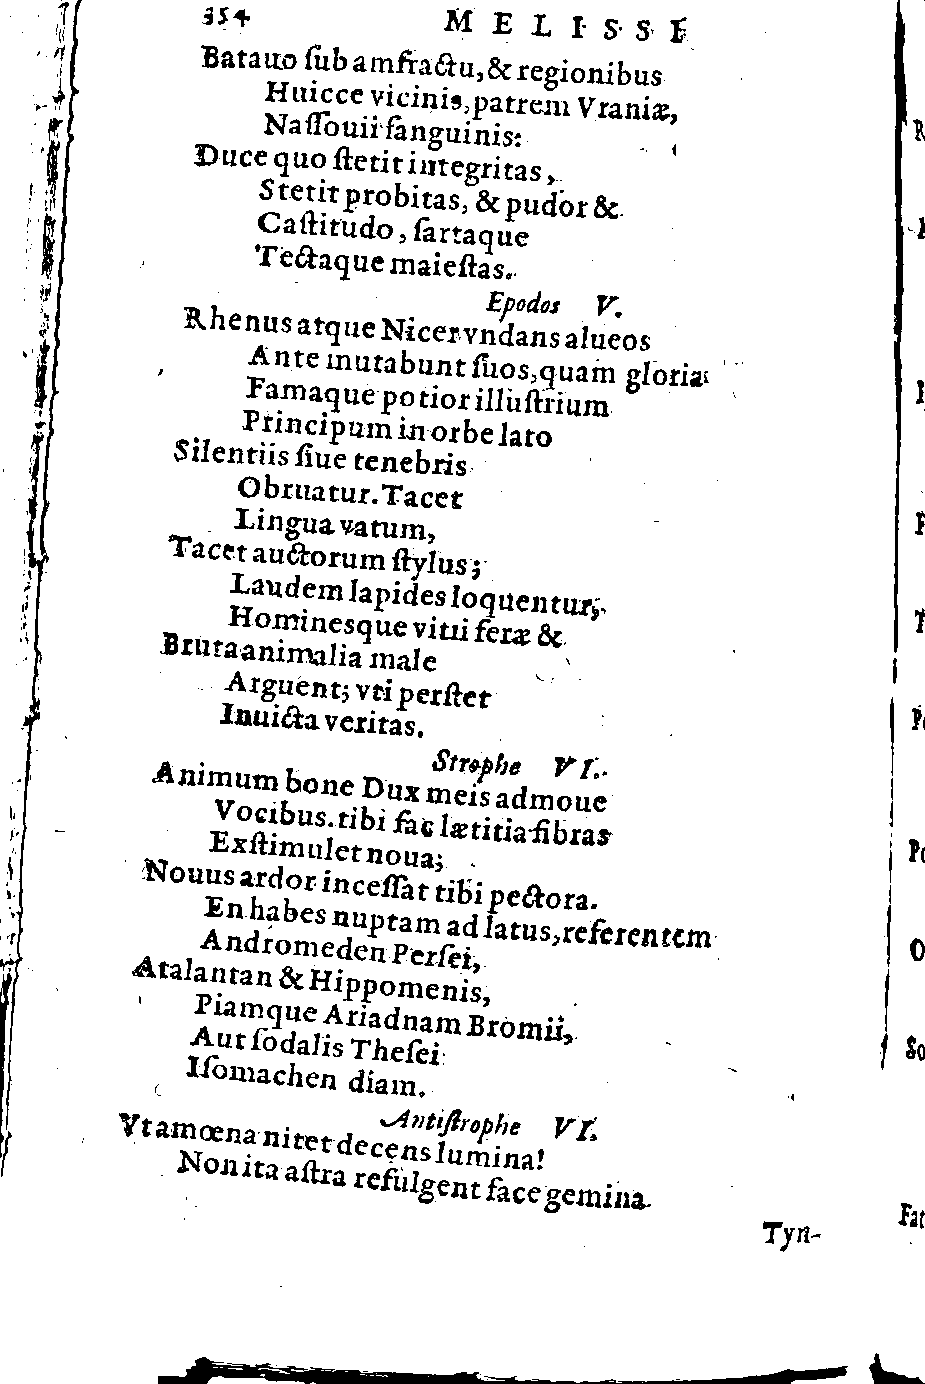 354 MELISSI
Batauo ſub amfractu, & regionibus
Huicce vicinis, patrem Vraniæ,
Naſſouii ſanguinis:
Duce quo ſtetit integritas,
Stetit probitas, & pudor &
Caſtitudo, ſartaque
Tectaque maieſtas.
Epodos V.
Rhenus atque Nicer vndans alueos
Ante mutabunt ſuos, quam gloria
Famaque potior illuſtrium
Principum in orbe lato
Silentiis ſiue tenebris
Obruatur. Tacet
Lingua vatum,
Tacet auctorum ſtylus;
Laudem lapides loquentur,
Hominesque vitii feræ &
Bruta animalia male
Arguent; vti perſtet
Inuicta veritas.
Strophe VI.
Animum bone Dux meis admoue
Vocibus. tibi fac lætitia fibras
Exſtimulet noua;
Nouus ardor inceſſat tibi pectora.
En habes nuptam ad latus, referentem
Andromeden Perſei,
Atalantan & Hippomenis,
Piamque Ariadnam Bromii,
Aut ſodalis Theſei
Iſomachen diam.
Antiſtrophe VI.
Vt amœna nitet decens lumina!
Non ita aſtra refulgent face gemina
Tyn-